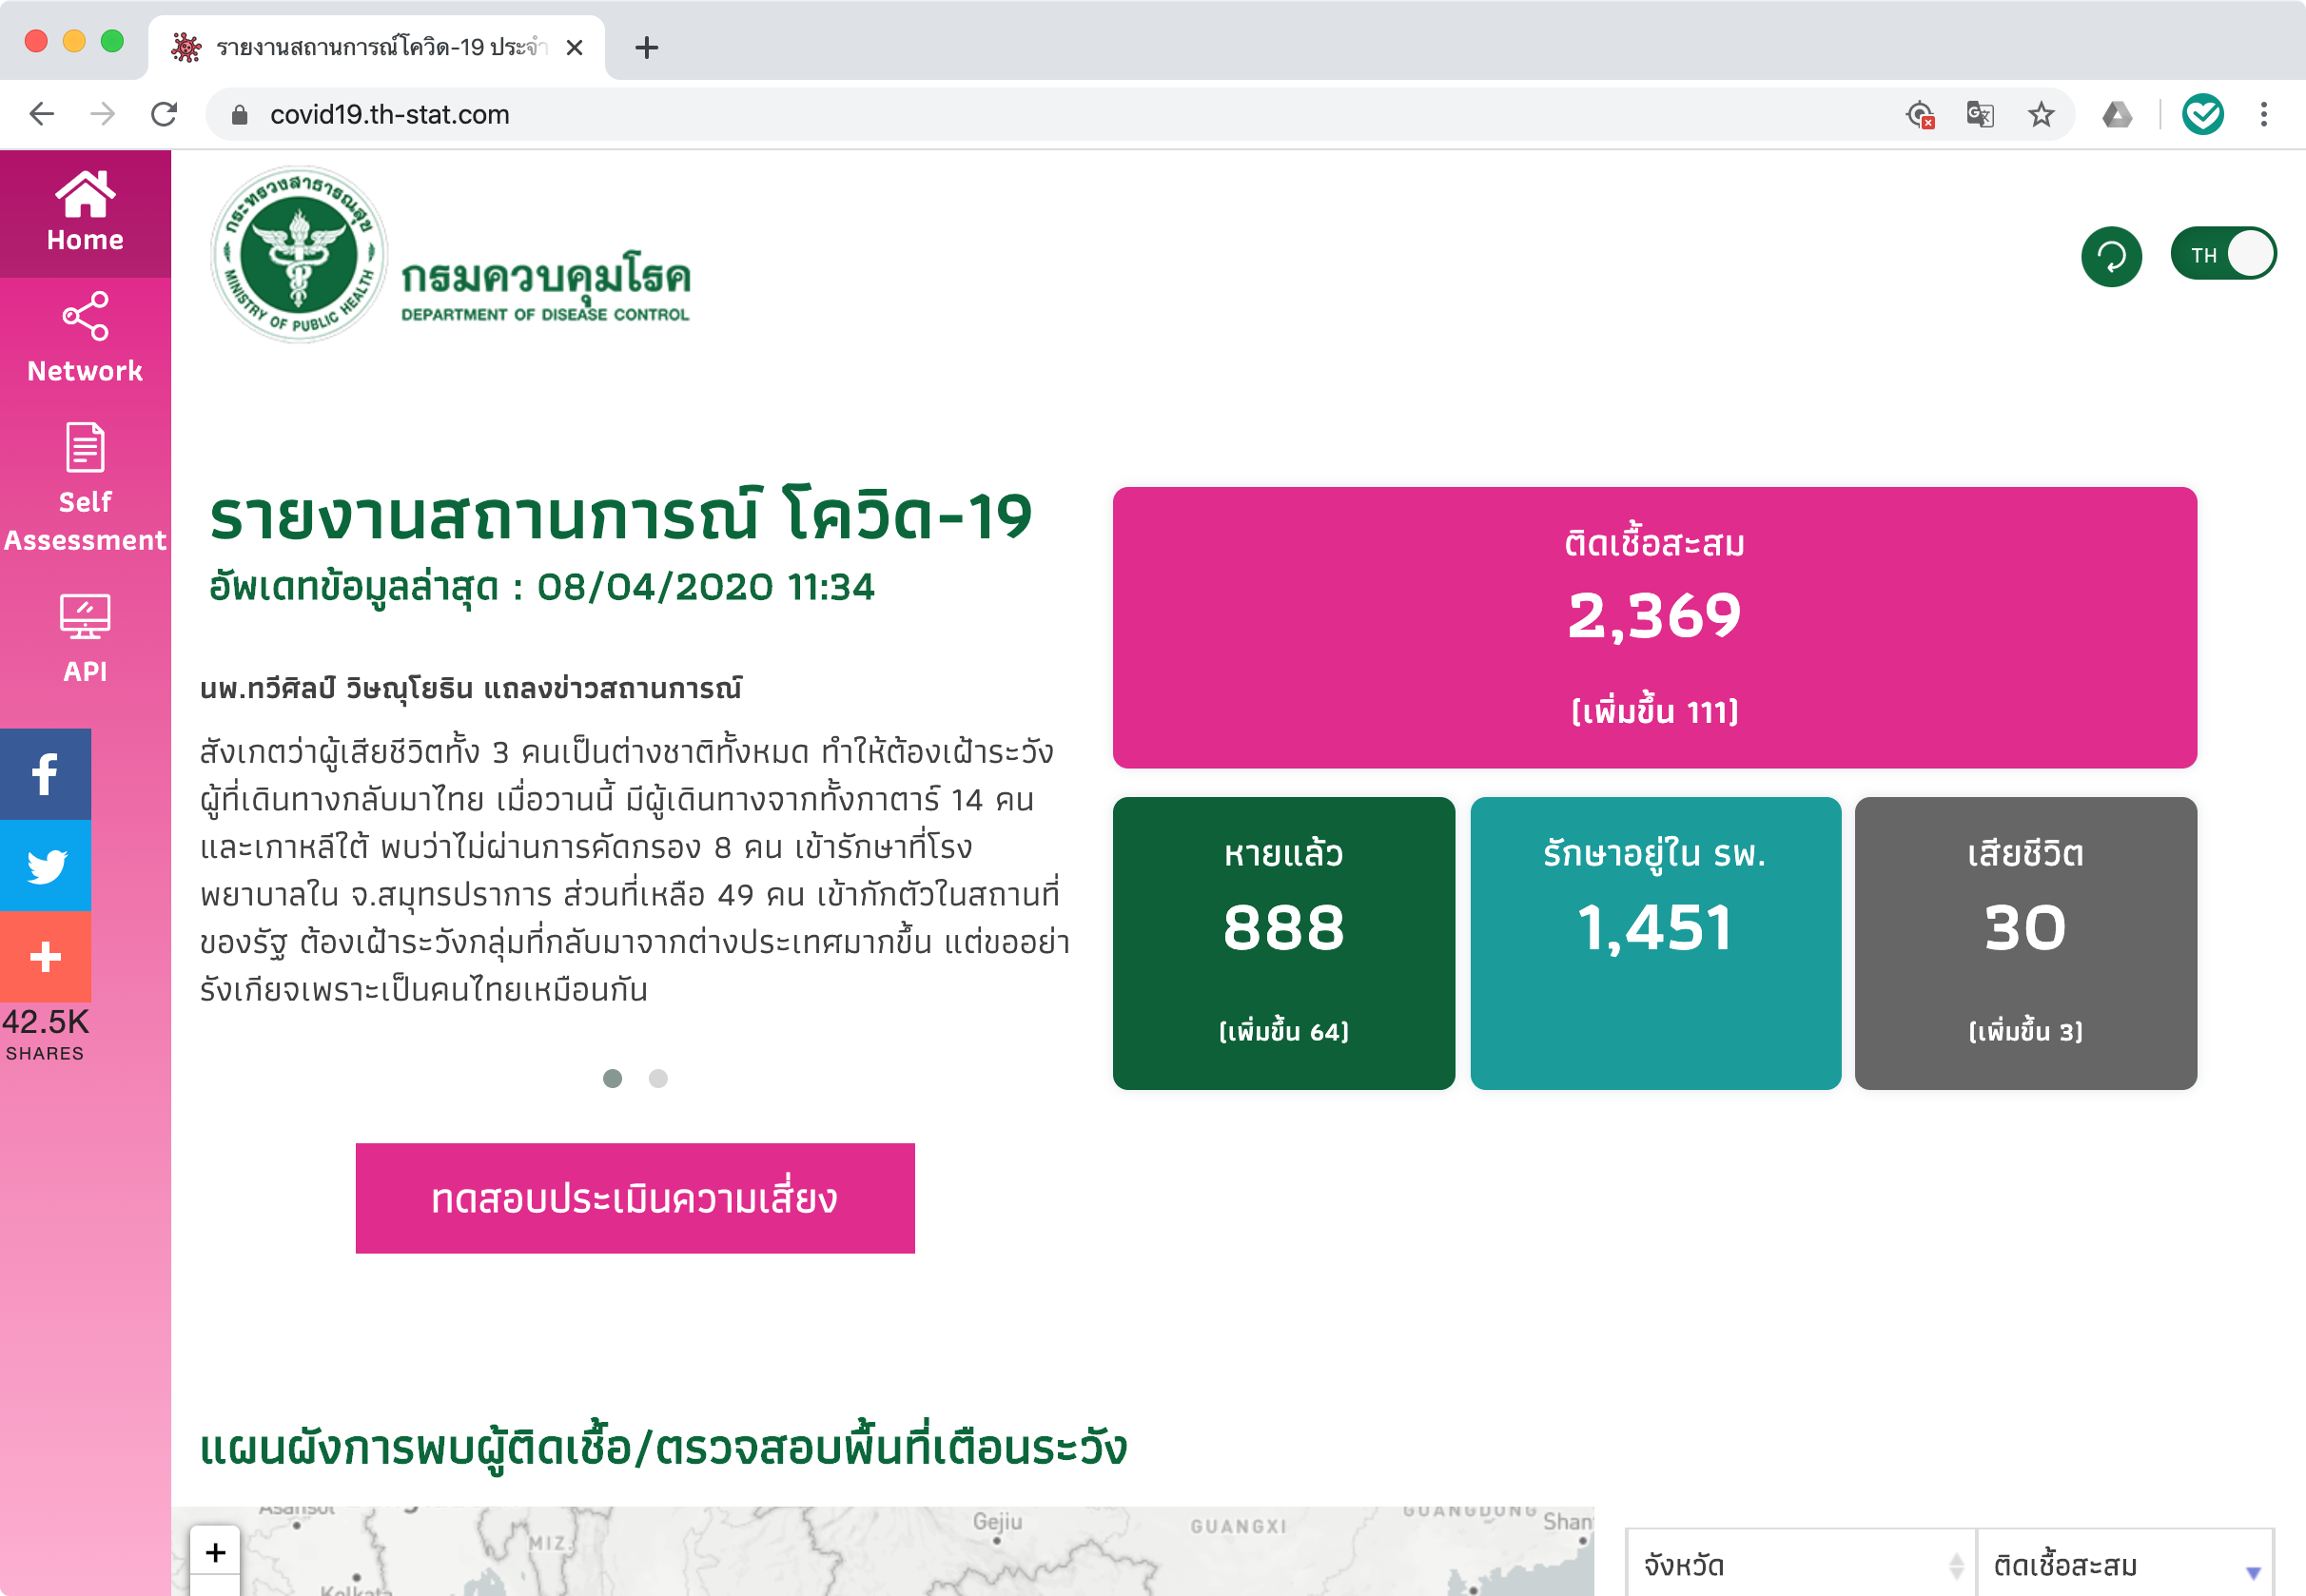 รายงานสถานการณ์โควิด-19 ประจำ
covid19.th-stat.com
Home
Network
Self
Assessment
API
42.5K
SHARES
กระทรวงสาธารณสุข
MINISTRY OF PUBLIC HEALTH
กรมควบคุมโรค
DEPARTMENT OF DISEASE CONTROL
TH
รายงานสถานการณ์ โควิด-19
อัพเดทข้อมูลล่าสุด : 08/04/2020 11:34
นพ.ทวีศิลป์ วิษณุโยธิน แถลงข่าวสถานการณ์
สังเกตว่าผู้เสียชีวิตทั้ง 3 คนเป็นต่างชาติทั้งหมด ทำให้ต้องเฝ้าระวัง
ผู้ที่เดินทางกลับมาไทย เมื่อวานนี้ มีผู้เดินทางจากทั้งกาตาร์ 14 คน
และเกาหลีใต้ พบว่าไม่ผ่านการคัดกรอง 8 คน เข้ารักษาที่โรง
พยาบาลใน จ.สมุทรปราการ ส่วนที่เหลือ 49 คน เข้ากักตัวในสถานที่
ของรัฐ ต้องเฝ้าระวังกลุ่มที่กลับมาจากต่างประเทศมากขึ้น แต่ขออย่า
รังเกียจเพราะเป็นคนไทยเหมือนกัน
ทดสอบประเมินความเสี่ยง
ติดเชื้อสะสม
2,369
(เพิ่มขึ้น 111)
หายแล้ว
888
(เพิ่มขึ้น 64)
รักษาอยู่ใน รพ.
1,451
เสียชีวิต
30
(เพิ่มขึ้น 3)
แผนผังการพบผู้ติดเชื้อ/ตรวจสอบพื้นที่เตือนระวัง
+
Asansol
MIZ.
Kolkata
Gejiu
GUANGXI
GUANGDONG
Shan
จังหวัด
ติดเชื้อสะสม